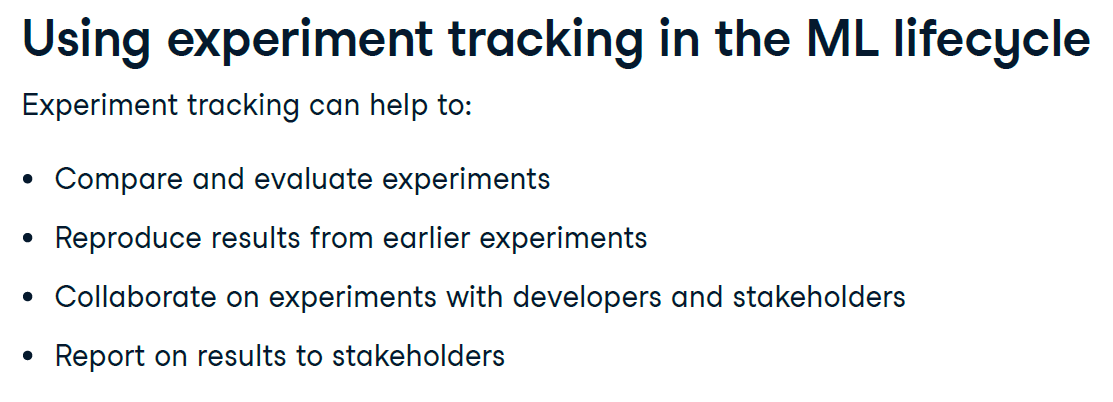 Using experiment tracking in the ML lifecycle
Experiment tracking can help to:
• Compare and evaluate experiments
• Reproduce results from earlier experiments
• Collaborate on experiments with developers and stakeholders
• Report on results to stakeholders